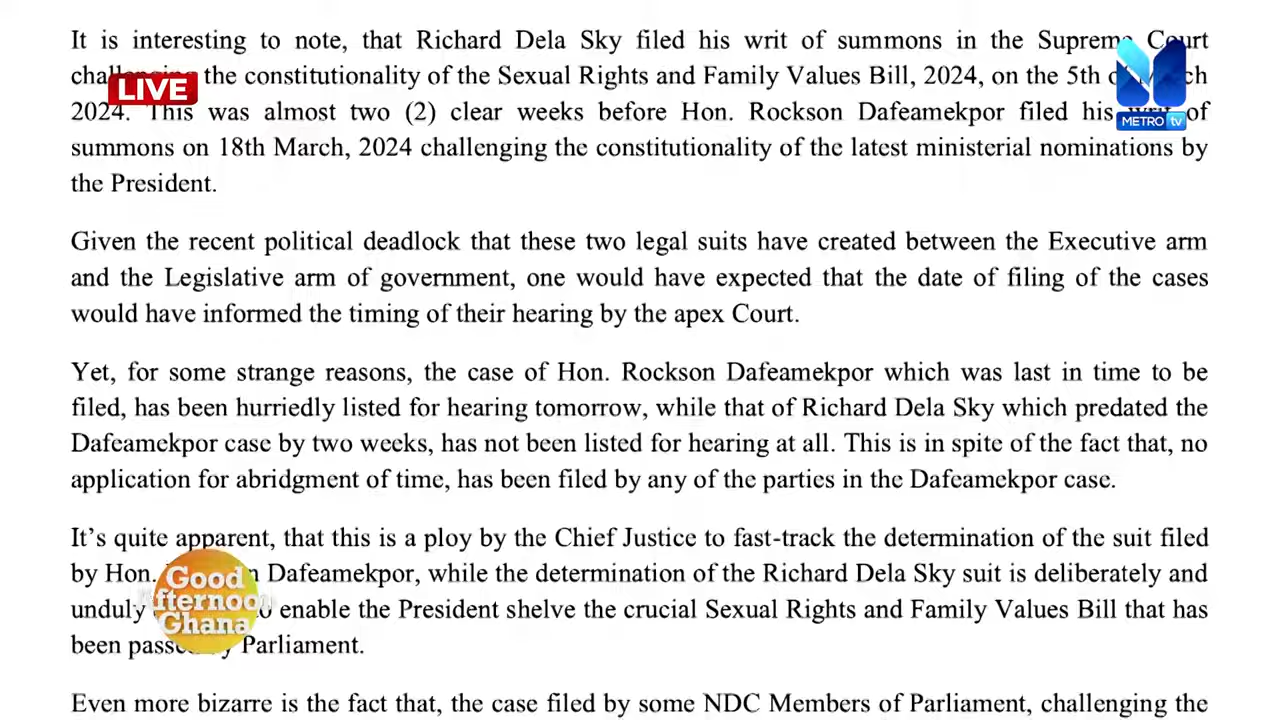 It is interesting to note, that Richard Dela Sky filed his writ of summons in the Supreme Court
the constitutionality of the Sexual Rights and Family Values Bill, 2024, on the 5th
LIVE
2024. This was almost two (2) clear weeks before Hon. Rockson Dafeamekpor filed his writ of
METRO tv
summons on 18th March, 2024 challenging the constitutionality of the latest ministerial nominations by
the President.
Given the recent political deadlock that these two legal suits have created between the Executive arm
and the Legislative arm of government, one would have expected that the date of filing of the cases
would have informed the timing of their hearing by the apex Court.
Yet, for some strange reasons, the case of Hon. Rockson Dafeamekpor which was last in time to be
filed, has been hurriedly listed for hearing tomorrow, while that of Richard Dela Sky which predated the
Dafeamekpor case by two weeks, has not been listed for hearing at all. This is in spite of the fact that, no
application for abridgment of time, has been filed by any of the parties in the Dafeamekpor case.
It's quite apparent, that this is a ploy by the Chief Justice to fast-track the determination of the suit filed
by Hon. Dafeamekpor, while the determination of the Richard Dela Sky suit is deliberately and
unduly enable the President shelve the crucial Sexual Rights and Family Values Bill that has
been Parliament.
Good
Afternoon
Ghana
Even more bizarre is the fact that, the case filed by some NDC Members of Parliament, challenging the